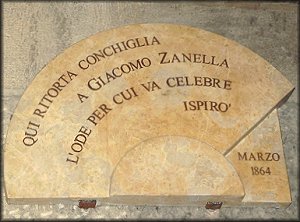 QUI RITORTA CONCHIGLIA
A GIACOMO ZANELLA
L'ODE PER CUI VA CELEBRE
ISPIRO'
MARZO
1864